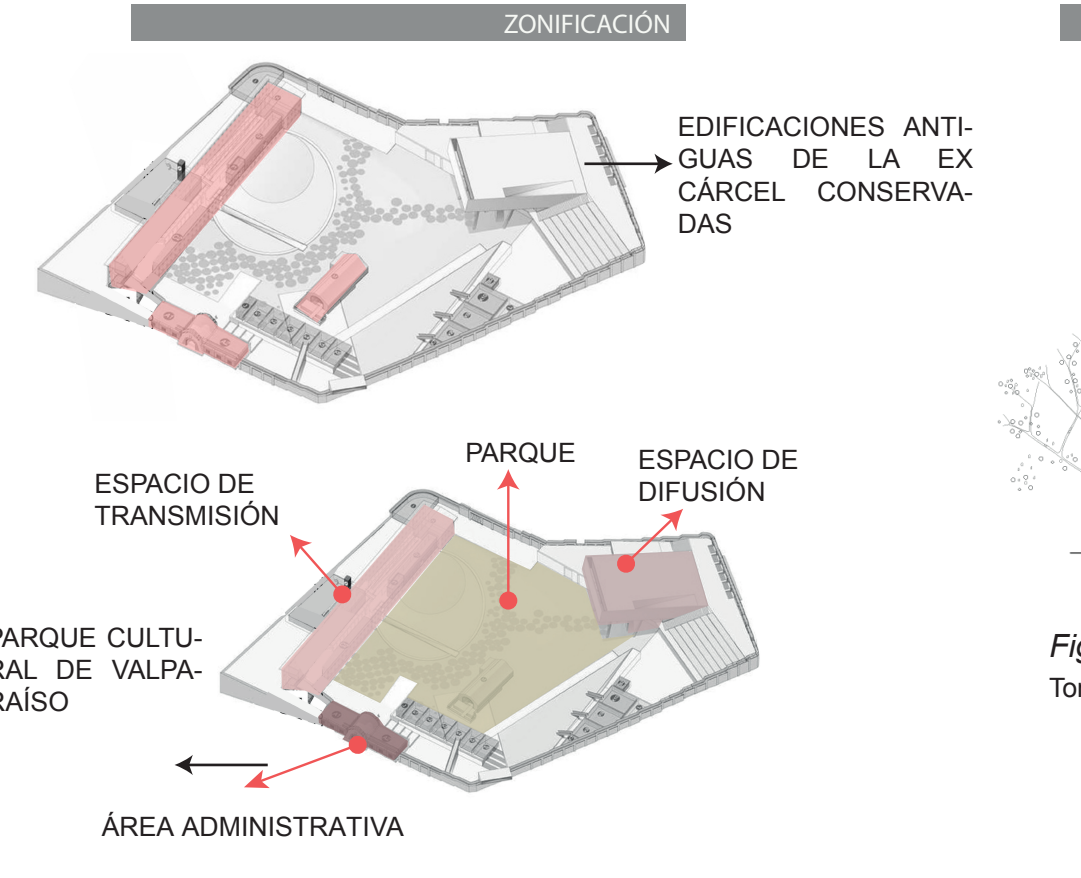 ZONIFICACIÓN
EDIFICACIONES ANTI-
GUAS DE LA EX
CÁRCEL CONSERVA-
DAS
PARQUE
ESPACIO DE
DIFUSIÓN
ESPACIO DE
TRANSMISIÓN
PARQUE CULTU-
RAL DE VALPA-
RAÍSO
ÁREA ADMINISTRATIVA